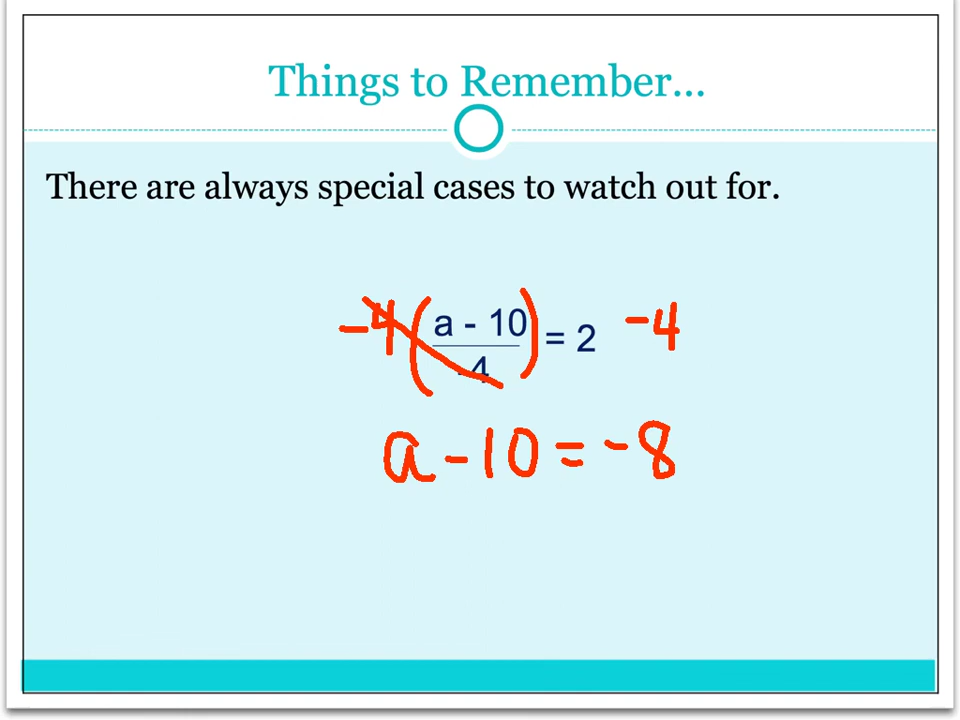 Things to Remember...
There are always special cases to watch out for.
-4 ( a - 10 ) = 2 -4
-4
a - 10 = -8